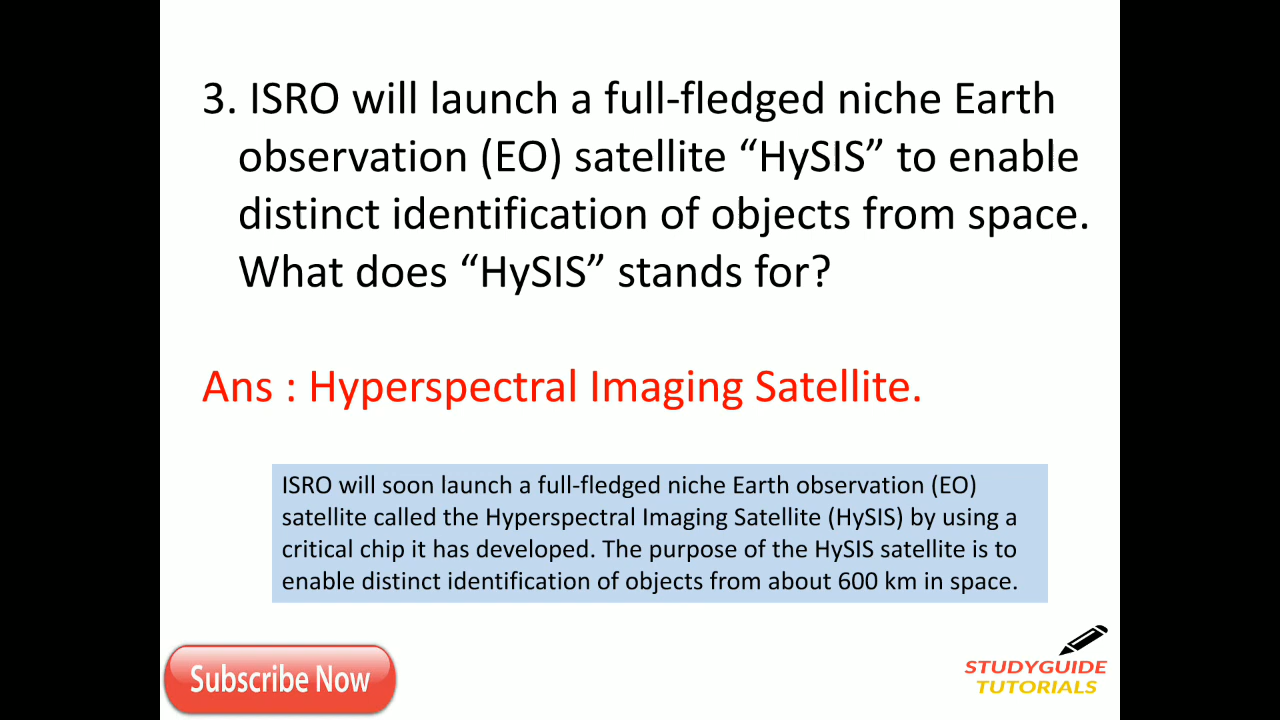 3. ISRO will launch a full-fledged niche Earth
observation (EO) satellite “HySIS” to enable
distinct identification of objects from space.
What does “HySIS” stands for?
Ans : Hyperspectral Imaging Satellite.
ISRO will soon launch a full-fledged niche Earth observation (EO)
satellite called the Hyperspectral Imaging Satellite (HySIS) by using a
critical chip it has developed. The purpose of the HySIS satellite is to
enable distinct identification of objects from about 600 km in space.
Subscribe Now
STUDYGUIDE
TUTORIALS